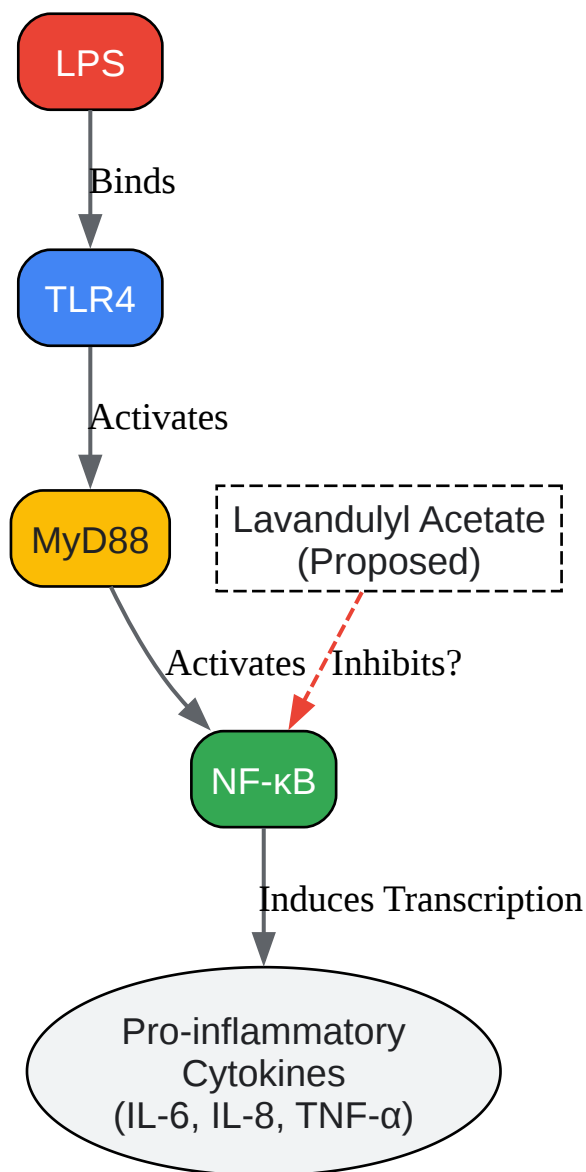 LPS
Binds
TLR4
Activates
MyD88
Lavandulyl Acetate
(Proposed)
Activates
Inhibits?
NF-κB
Induces Transcription
Pro-inflammatory
Cytokines
(IL-6, IL-8, TNF-α)